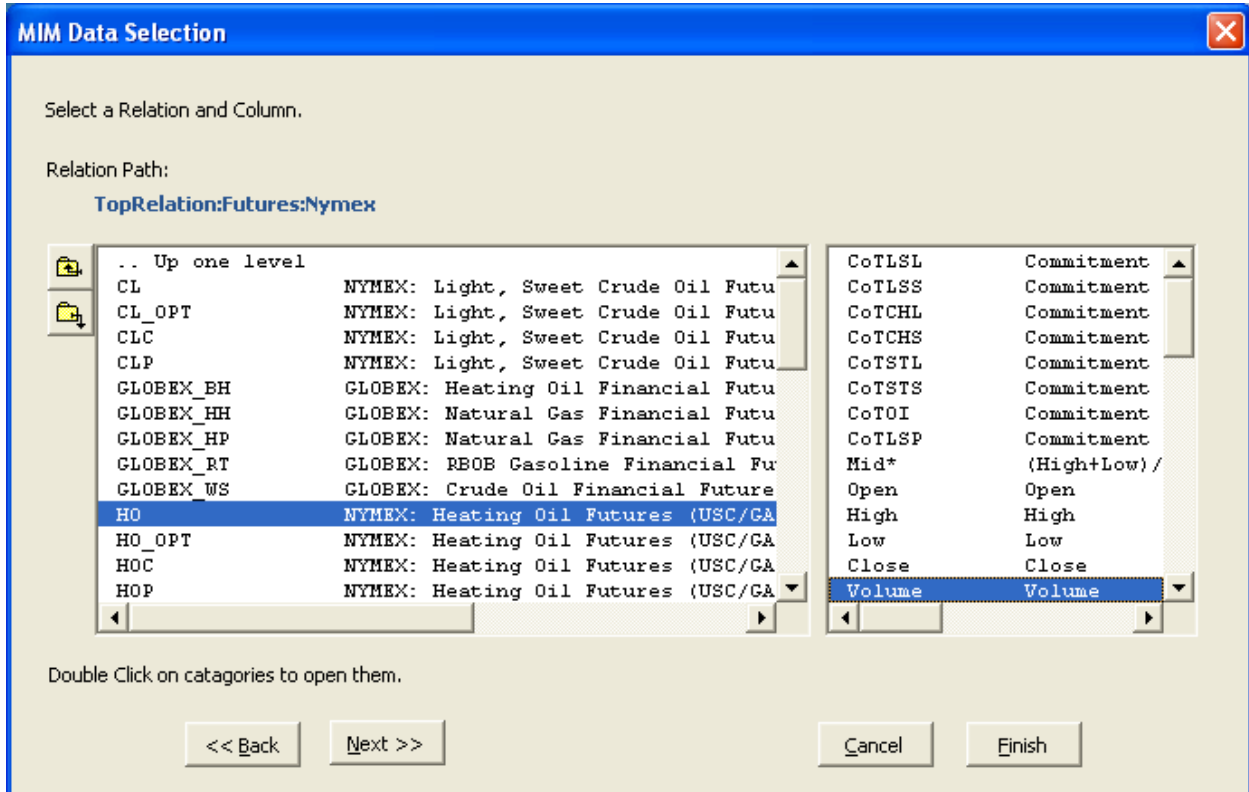 MIM Data Selection
Select a Relation and Column.
Relation Path:
TopRelation:Futures:Nymex
.. Up one level
CL NYMEX: Light, Sweet Crude Oil Futu
CL_OPT NYMEX: Light, Sweet Crude Oil Futu
CLC NYMEX: Light, Sweet Crude Oil Futu
CLP NYMEX: Light, Sweet Crude Oil Futu
GLOBEX_BH GLOBEX: Heating Oil Financial Futu
GLOBEX_HH GLOBEX: Natural Gas Financial Futu
GLOBEX_HP GLOBEX: Natural Gas Financial Futu
GLOBEX_RT GLOBEX: RBOB Gasoline Financial Fu
GLOBEX_WS GLOBEX: Crude Oil Financial Future
HO NYMEX: Heating Oil Futures (USC/GA
HO_OPT NYMEX: Heating Oil Futures (USC/GA
HOC NYMEX: Heating Oil Futures (USC/GA
HOP NYMEX: Heating Oil Futures (USC/GA
CoTLSL Commitment
CoTLSS Commitment
CoTCHL Commitment
CoTCHS Commitment
CoTSTL Commitment
CoTSTS Commitment
CoTOI Commitment
CoTLSP Commitment
Mid* (High+Low)/
Open Open
High High
Low Low
Close Close
Volume Volume
Double Click on catagories to open them.
<< Back Next >> Cancel Finish